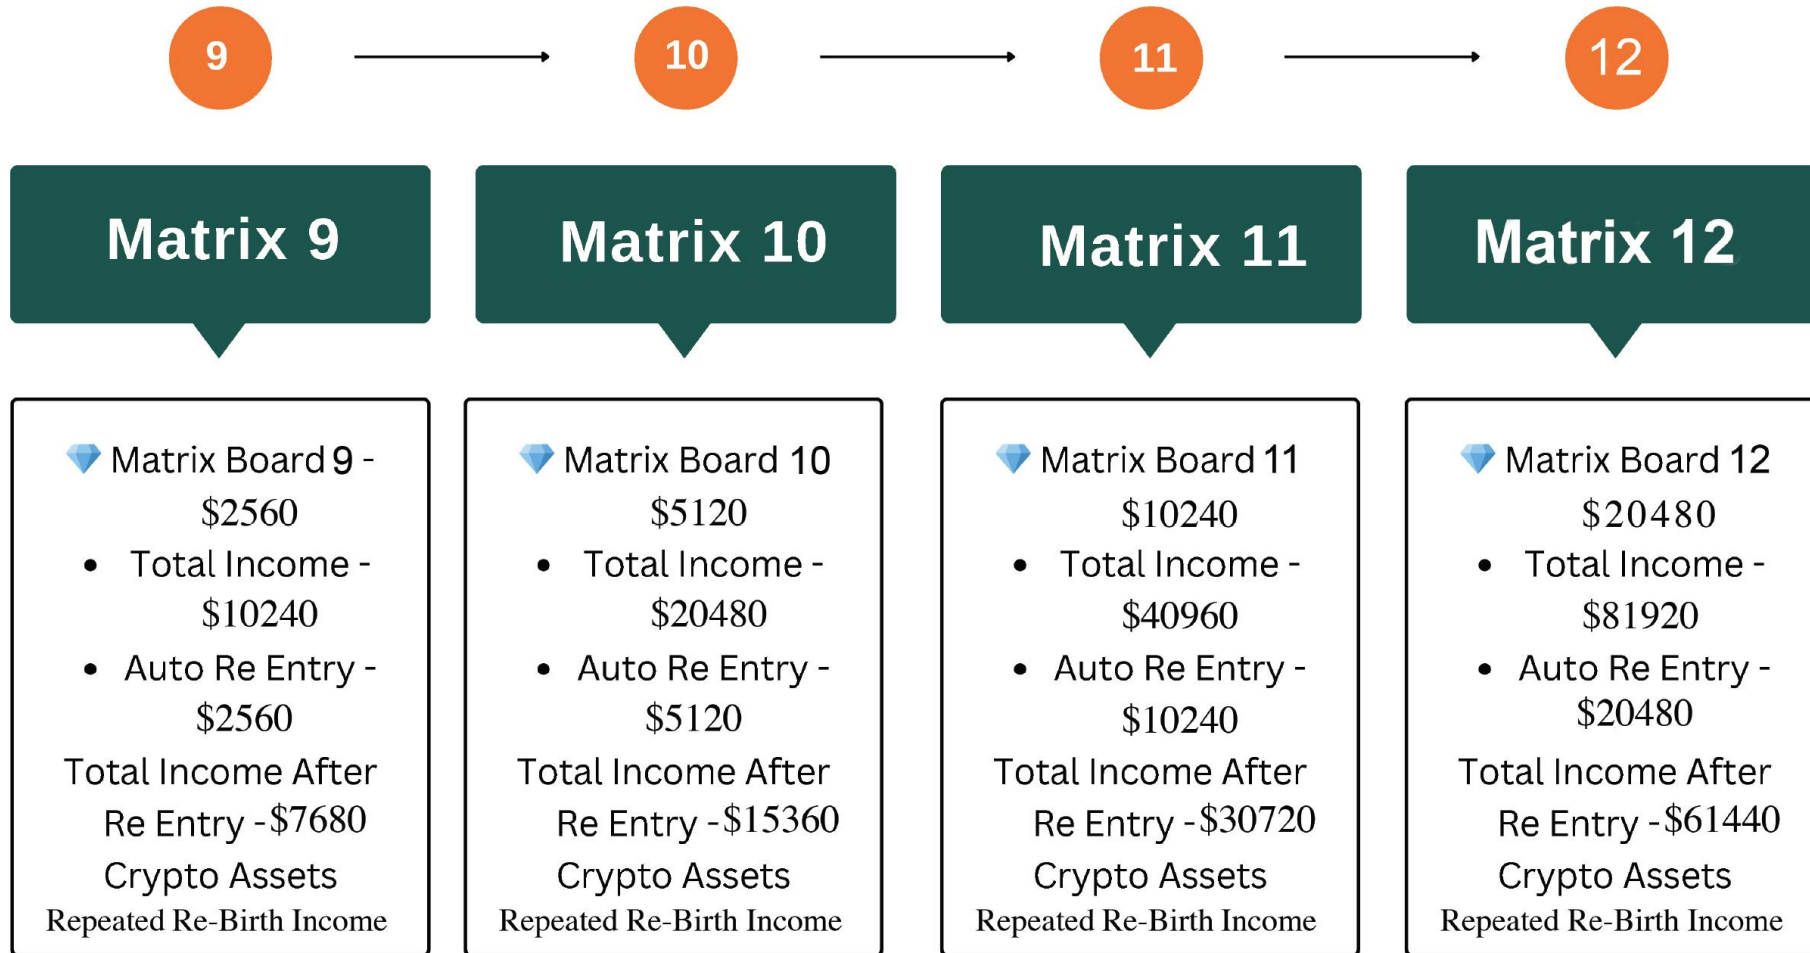 9
10
11
12
Matrix 9
Matrix 10
Matrix 11
Matrix 12
Matrix Board 9 -
$2560
• Total Income -
$10240
• Auto Re Entry -
$2560
Total Income After
Re Entry -$7680
Crypto Assets
Repeated Re-Birth Income
Matrix Board 10
$5120
• Total Income -
$20480
• Auto Re Entry -
$5120
Total Income After
Re Entry -$15360
Crypto Assets
Repeated Re-Birth Income
Matrix Board 11
$10240
• Total Income -
$40960
• Auto Re Entry -
$10240
Total Income After
Re Entry -$30720
Crypto Assets
Repeated Re-Birth Income
Matrix Board 12
$20480
• Total Income -
$81920
• Auto Re Entry -
$20480
Total Income After
Re Entry -$61440
Crypto Assets
Repeated Re-Birth Income